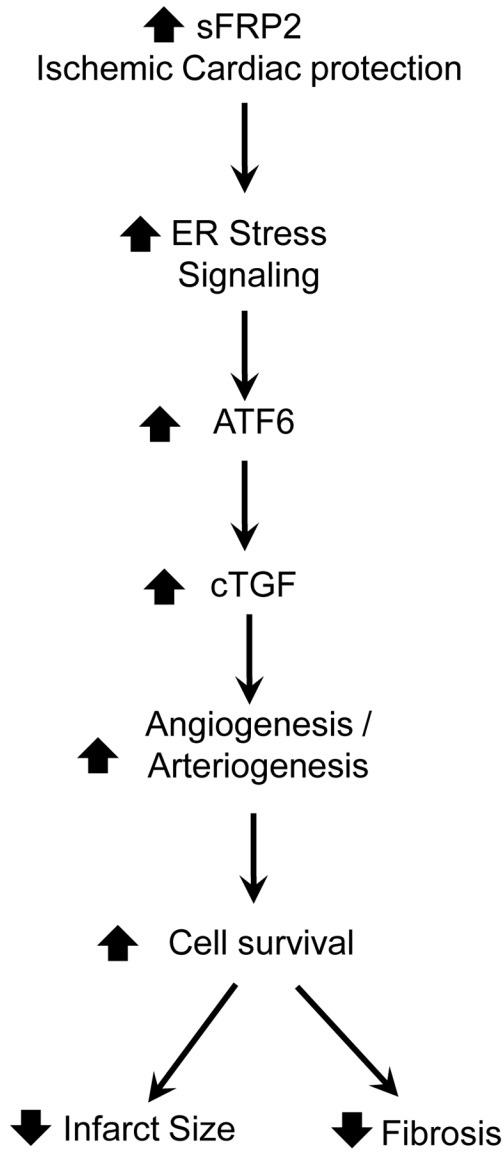 sFRP2
Ischemic Cardiac protection
ER Stress
Signaling
ATF6
cTGF
Angiogenesis /
Arteriogenesis
Cell survival
Infarct Size
Fibrosis